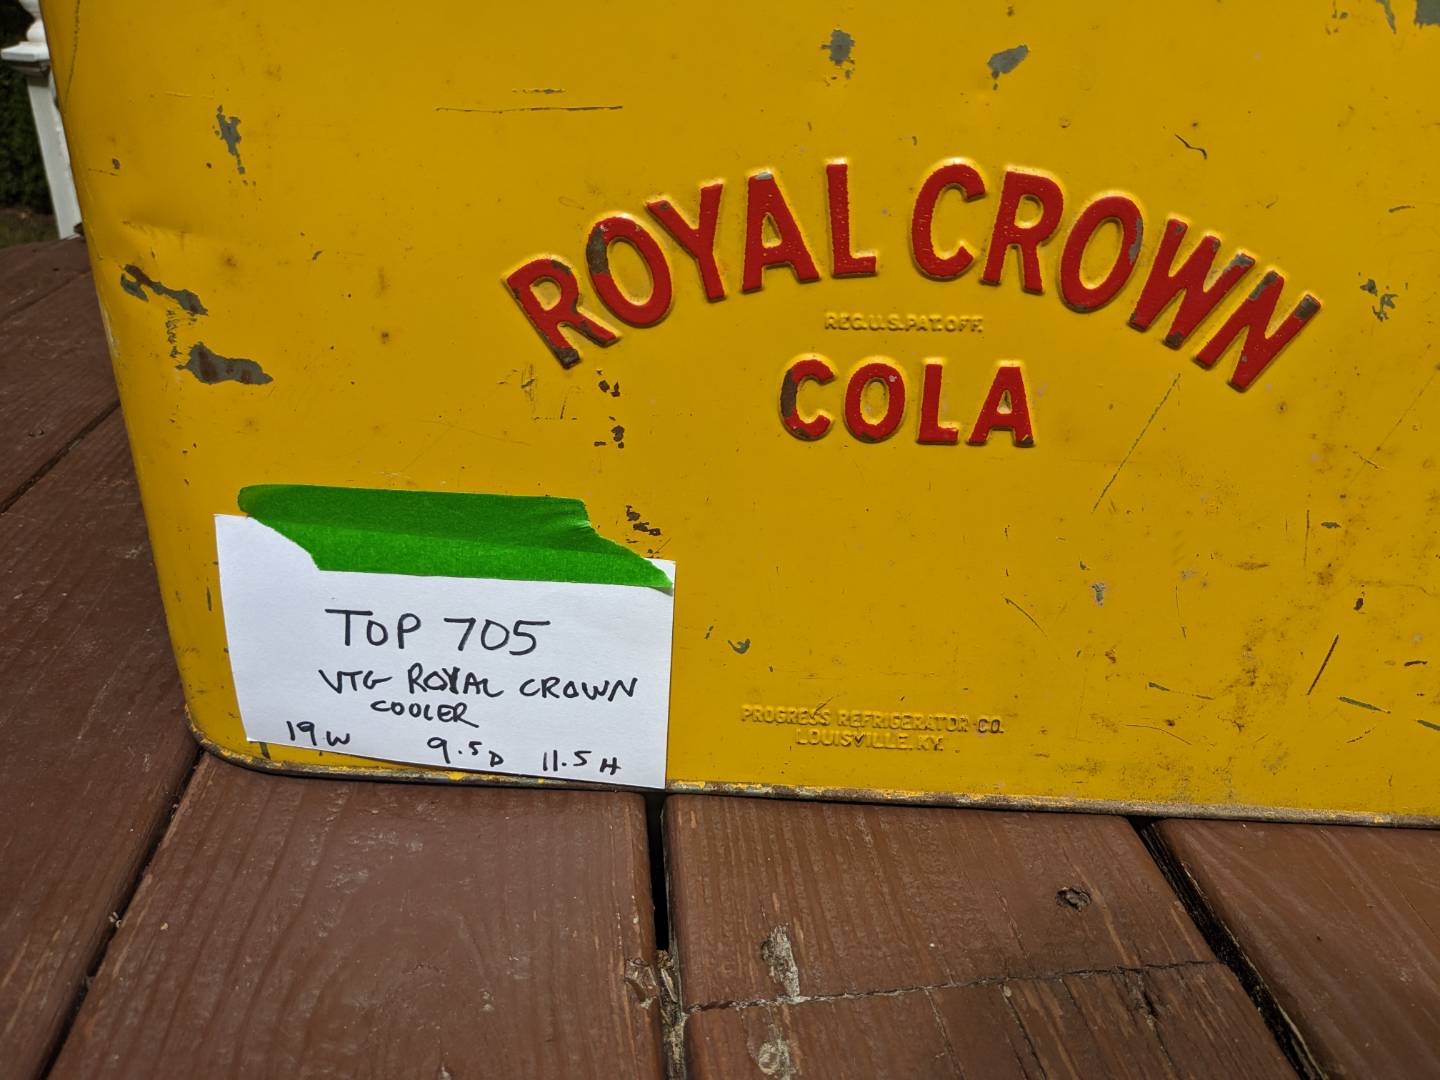 ROYAL CROWN
REG.U.S.PAT.OFF.
COLA
TOP 705
VTG ROYAL CROWN
COOLER
19W 9.5D 11.5H
PROGRESS REFRIGERATOR CO.
LOUISVILLE, KY.